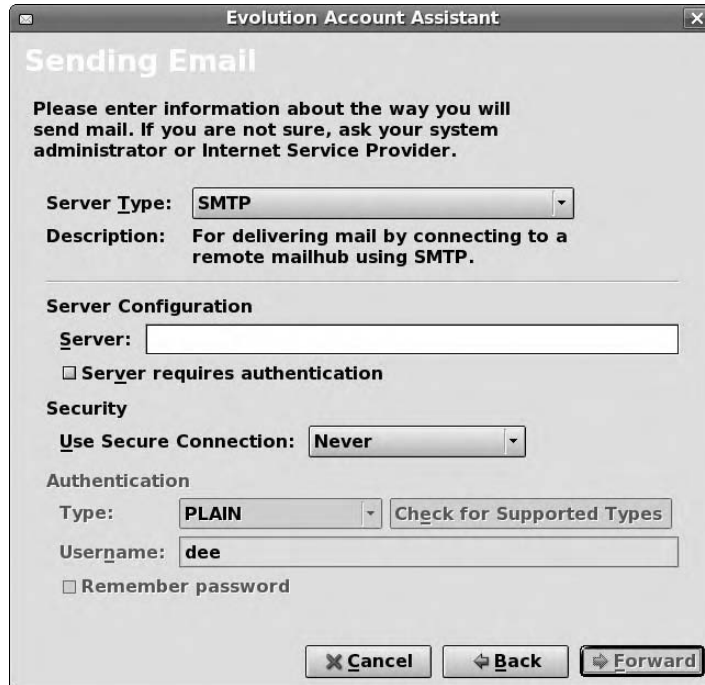 Evolution Account Assistant
Sending Email
Please enter information about the way you will
send mail. If you are not sure, ask your system
administrator or Internet Service Provider.
Server Type: SMTP
Description: For delivering mail by connecting to a
remote mailhub using SMTP.
Server Configuration
Server:
Server requires authentication
Security
Use Secure Connection: Never
Authentication
Type: PLAIN Check for Supported Types
Username: dee
Remember password
Cancel Back Forward